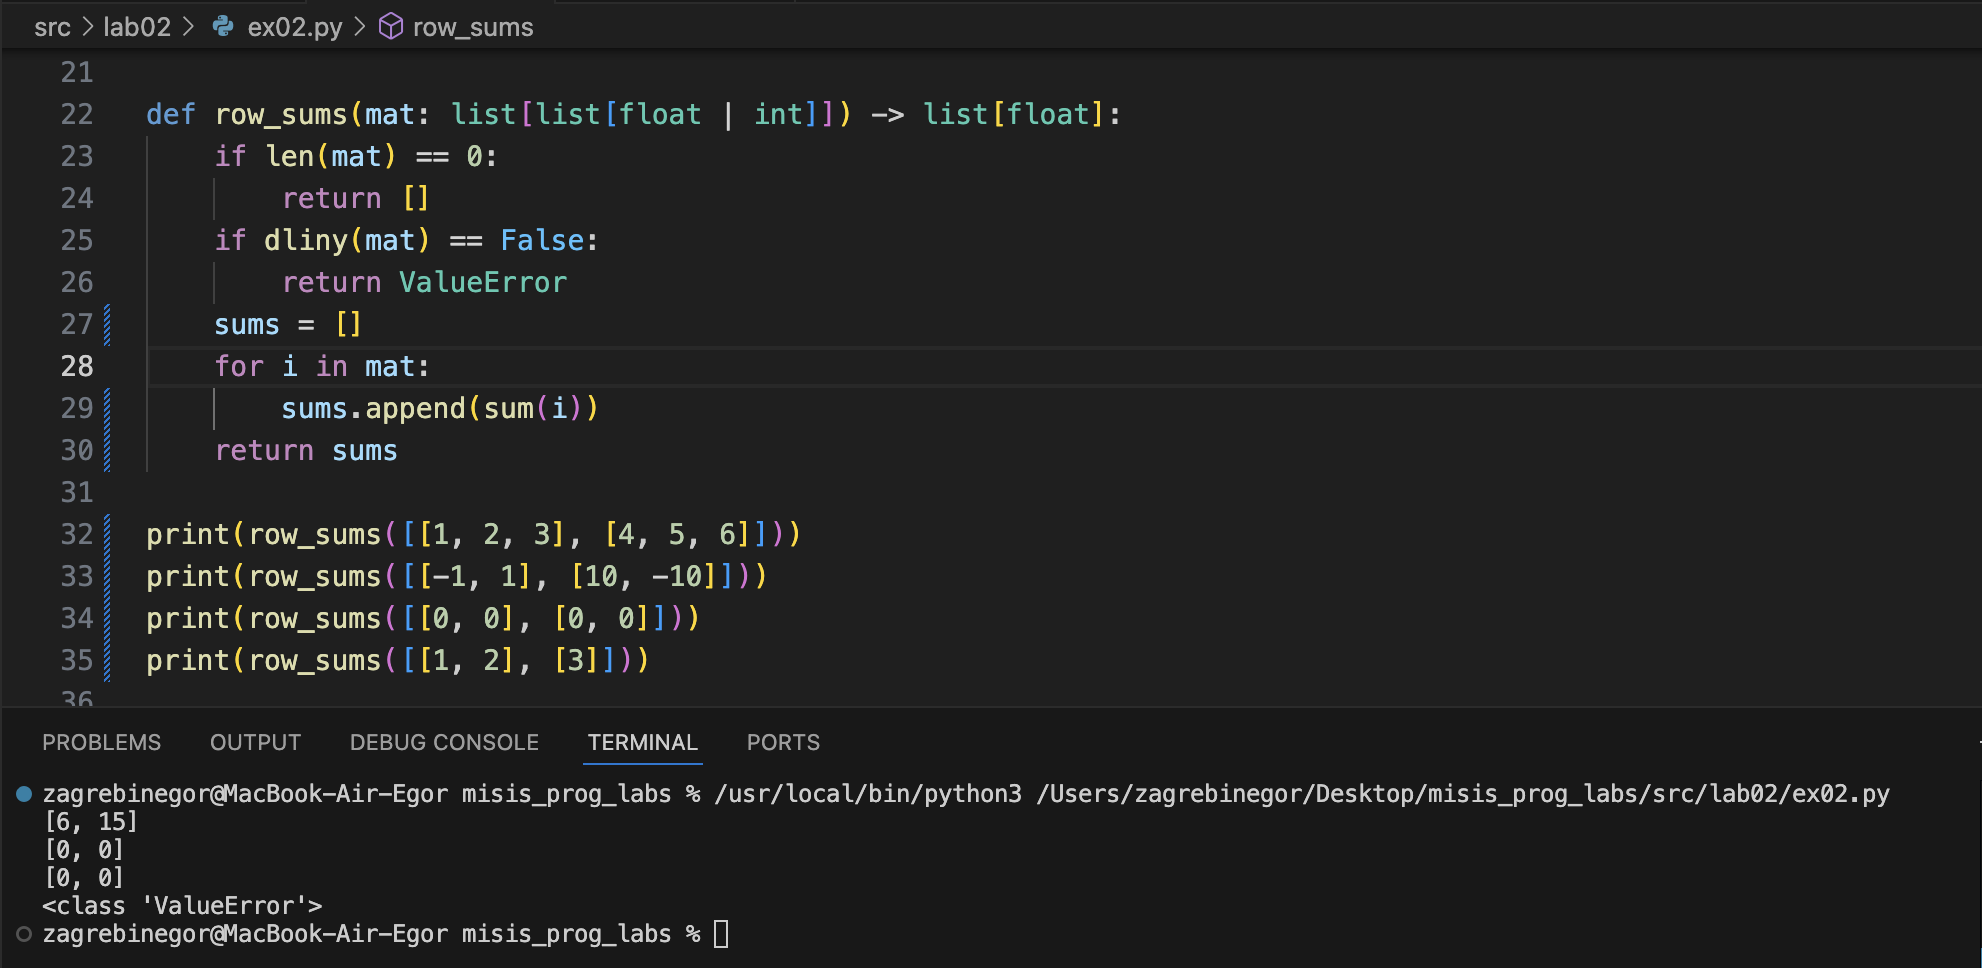 src > lab02 > ex02.py > row_sums
21
22 def row_sums(mat: list[list[float | int]]) -> list[float]:
23     if len(mat) == 0:
24         return []
25     if dliny(mat) == False:
26         return ValueError
27     sums = []
28     for i in mat:
29         sums.append(sum(i))
30     return sums
31
32 print(row_sums([[1, 2, 3], [4, 5, 6]]))
33 print(row_sums([[-1, 1], [10, -10]]))
34 print(row_sums([[0, 0], [0, 0]]))
35 print(row_sums([[1, 2], [3]]))
36
PROBLEMS OUTPUT DEBUG CONSOLE TERMINAL PORTS
zagrebinegor@MacBook-Air-Egor misis_prog_labs % /usr/local/bin/python3 /Users/zagrebinegor/Desktop/misis_prog_labs/src/lab02/ex02.py
[6, 15]
[0, 0]
[0, 0]
<class 'ValueError'>
zagrebinegor@MacBook-Air-Egor misis_prog_labs %